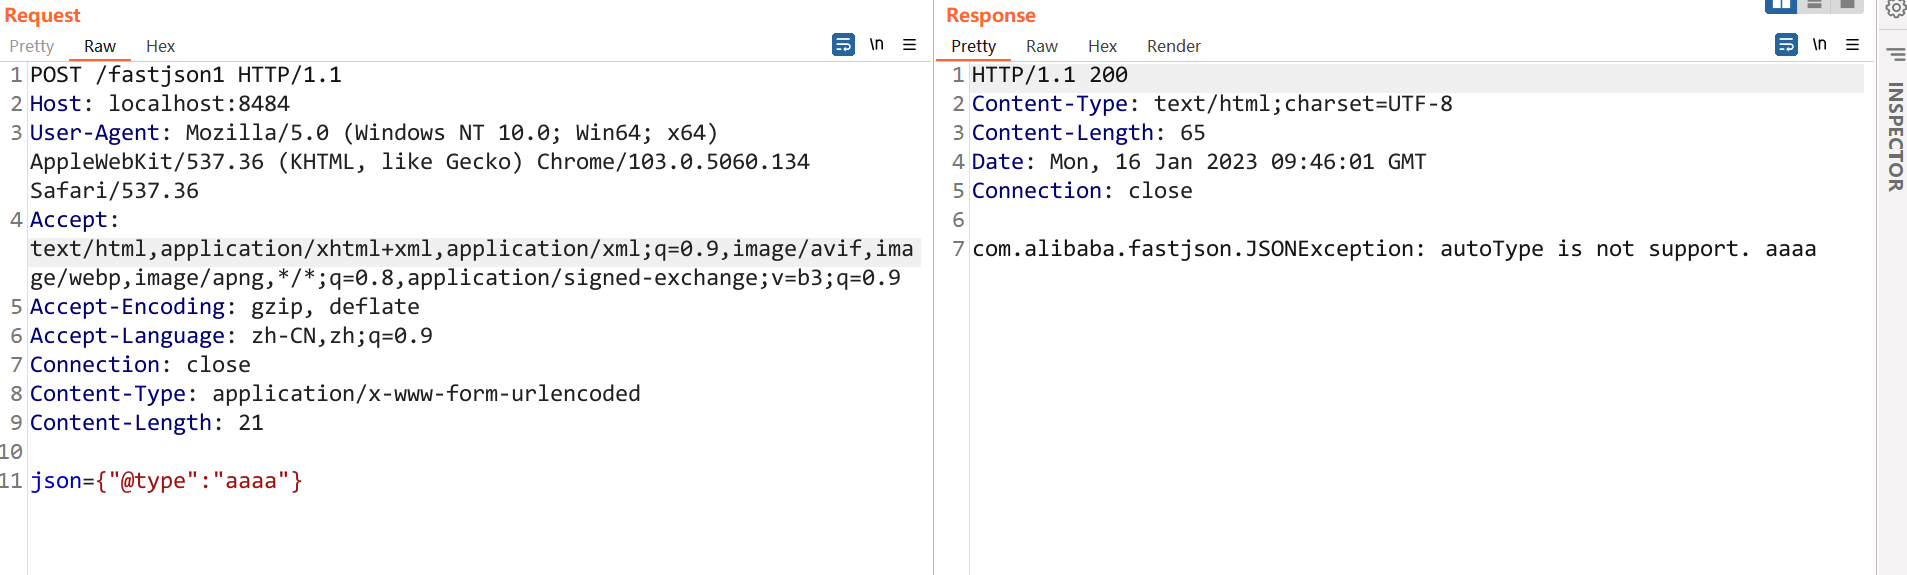 Request
Pretty Raw Hex \n
1 POST /fastjson1 HTTP/1.1
2 Host: localhost:8484
3 User-Agent: Mozilla/5.0 (Windows NT 10.0; Win64; x64)
AppleWebKit/537.36 (KHTML, like Gecko) Chrome/103.0.5060.134
Safari/537.36
4 Accept:
text/html,application/xhtml+xml,application/xml;q=0.9,image/avif,ima
ge/webp,image/apng,*/*;q=0.8,application/signed-exchange;v=b3;q=0.9
5 Accept-Encoding: gzip, deflate
6 Accept-Language: zh-CN,zh;q=0.9
7 Connection: close
8 Content-Type: application/x-www-form-urlencoded
9 Content-Length: 21
10
11 json={"@type":"aaaa"}
Response
Pretty Raw Hex Render \n
1 HTTP/1.1 200
2 Content-Type: text/html;charset=UTF-8
3 Content-Length: 65
4 Date: Mon, 16 Jan 2023 09:46:01 GMT
5 Connection: close
6
7 com.alibaba.fastjson.JSONException: autoType is not support. aaaa
INSPECTOR